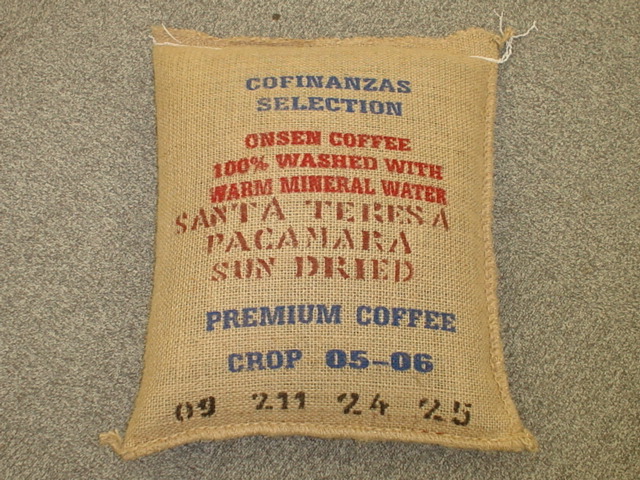 COFINANZAS
SELECTION
ONSEN COFFEE
100% WASHED WITH
WARM MINERAL WATER
SANTA TERESA
PACAMARA
SUN DRIED
PREMIUM COFFEE
CROP 05-06
09 211 24 25